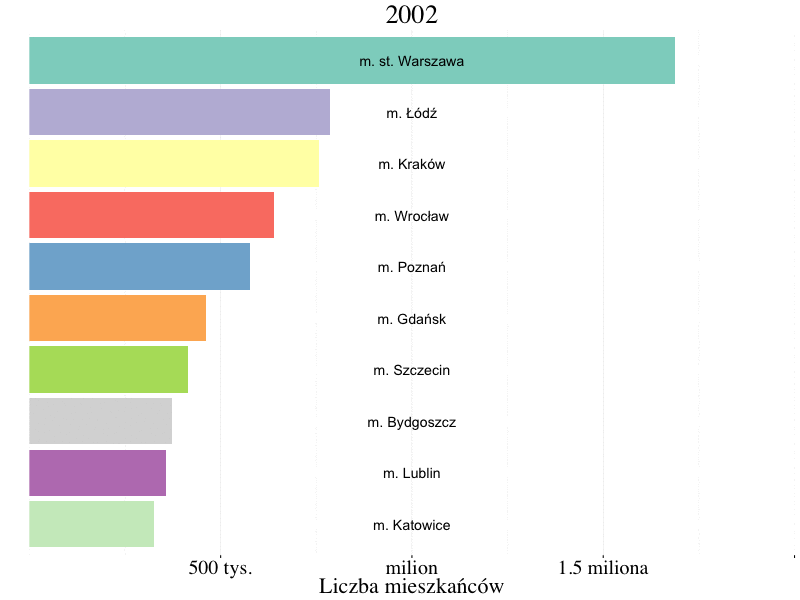 2002
m. st. Warszawa
m. Łódź
m. Kraków
m. Wrocław
m. Poznań
m. Gdańsk
m. Szczecin
m. Bydgoszcz
m. Lublin
m. Katowice
500 tys. milion 1.5 miliona
Liczba mieszkańców